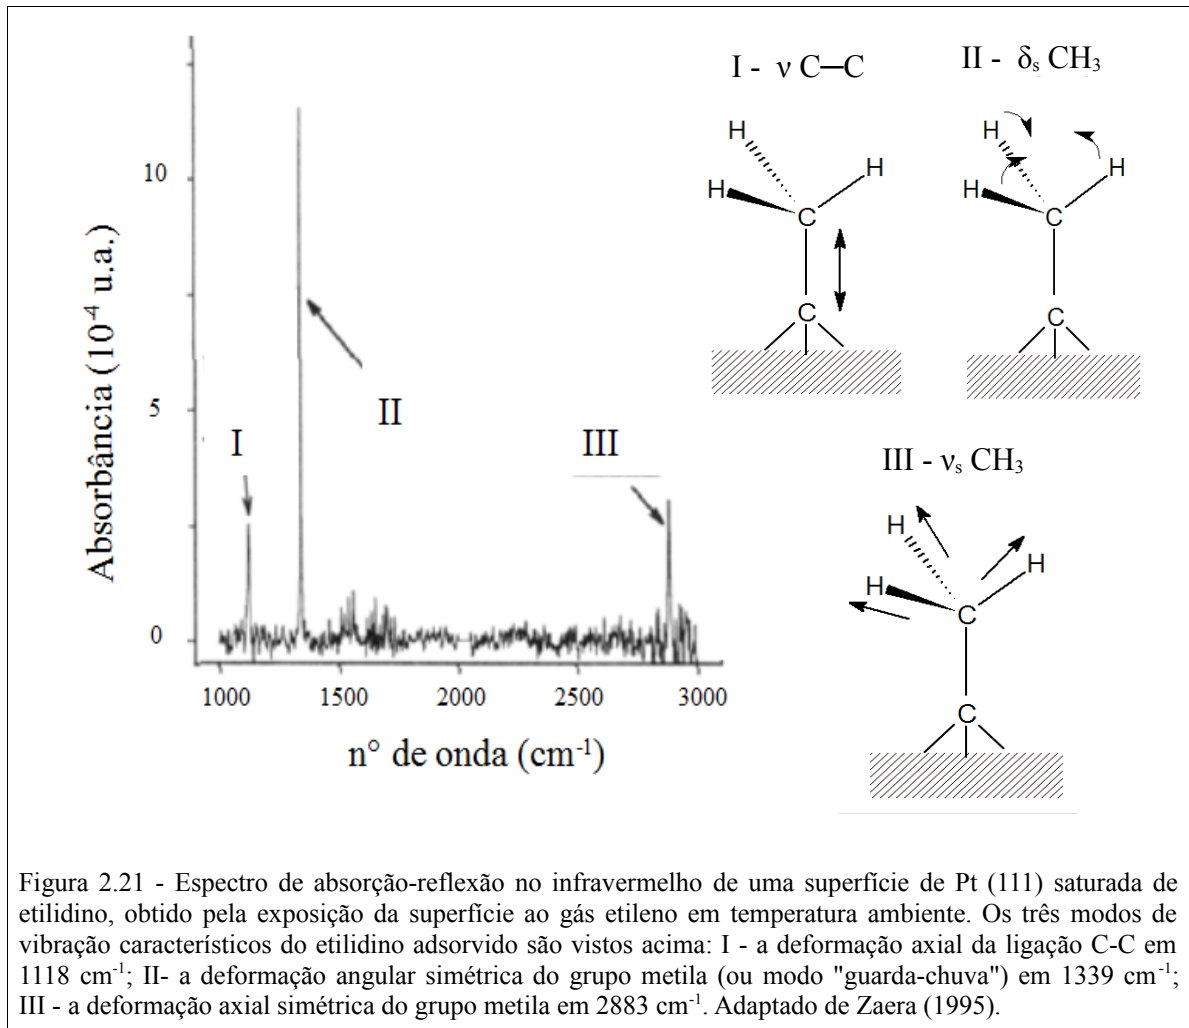 I - ν C─C
II - δs CH3
H
H
H
C
C
H
H
H
C
C
10
5
0
Absorbância (10-4 u.a.)
I
II
III
1000
1500
2000
2500
3000
n° de onda (cm-1)
III - νs CH3
H
H
H
C
C
Figura 2.21 - Espectro de absorção-reflexão no infravermelho de uma superfície de Pt (111) saturada de
etilidino, obtido pela exposição da superfície ao gás etileno em temperatura ambiente. Os três modos de
vibração característicos do etilidino adsorvido são vistos acima: I - a deformação axial da ligação C-C em
1118 cm-1; II- a deformação angular simétrica do grupo metila (ou modo "guarda-chuva") em 1339 cm-1;
III - a deformação axial simétrica do grupo metila em 2883 cm-1. Adaptado de Zaera (1995).